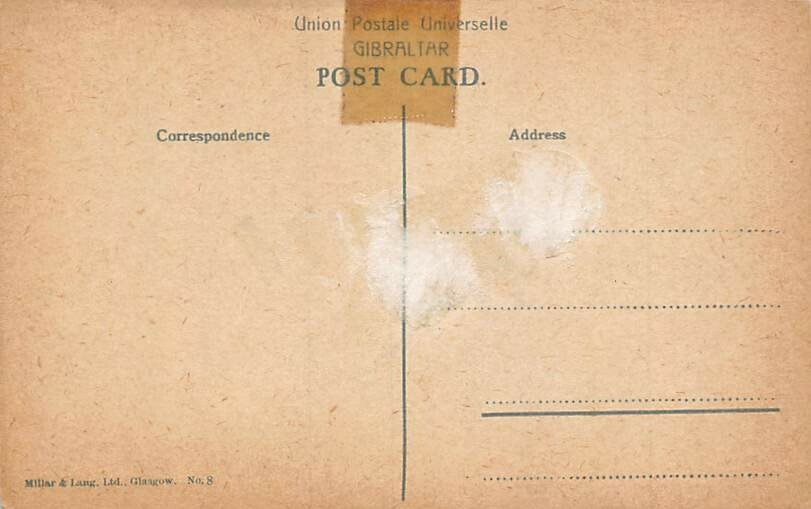 Union Postale Universelle
GIBRALTAR
POST CARD.
Correspondence
Address
Millar & Lang, Ltd., Glasgow. No. 8